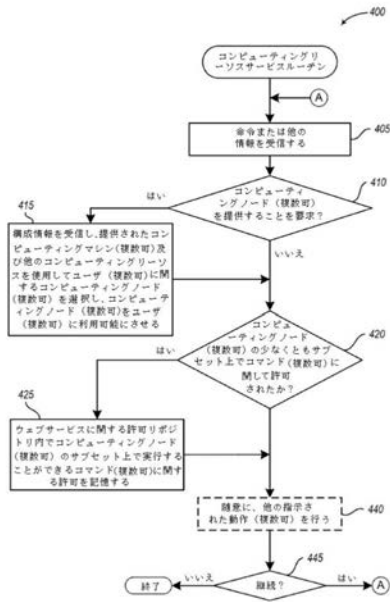 400
コンピューティングリ
ソースサービスルーチン
A
405
命令または他の
情報を受信する
410
コンピューティ
ングノード(複数可)
を提供することを要求?
はい
いいえ
415
構成情報を受信し、提供されたコン
ピューティングマシン(複数可)及
び他のコンピューティングリソー
スを使用してユーザ(複数可)に関
するコンピューティングノード(複
数可)を選択し、コンピューティ
ングノード(複数可)をユーザ
(複数可)に利用可能にさせる
420
コンピュ
ーティングノード
(複数可)の少なくともサブ
セット上でコマンド(複数可)に
関して許可
されたか?
はい
いいえ
425
ウェブサービスに関する許可リポジ
トリ内でコンピューティングノード
(複数可)のサブセット上で実行する
ことができるコマンド(複数可)に関す
る許可を記憶する
440
随意に、他の指示さ
れた動作(複数可)を行う
445
継続?
いいえ
終了
はい
A